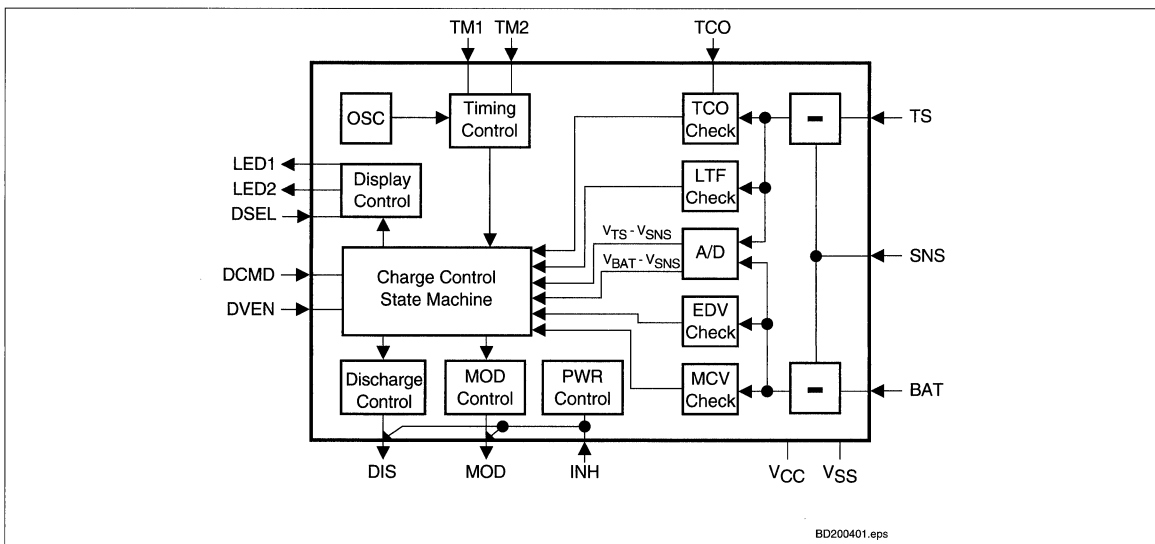 TM1 TM2 TCO
OSC
Timing
Control
TCO
Check
TS
LED1
LED2
DSEL
Display
Control
LTF
Check
VTS - VSNS
VBAT - VSNS
A/D
SNS
DCMD
DVEN
Charge Control
State Machine
EDV
Check
Discharge
Control
MOD
Control
PWR
Control
MCV
Check
BAT
DIS MOD INH VCC VSS
BD200401.eps